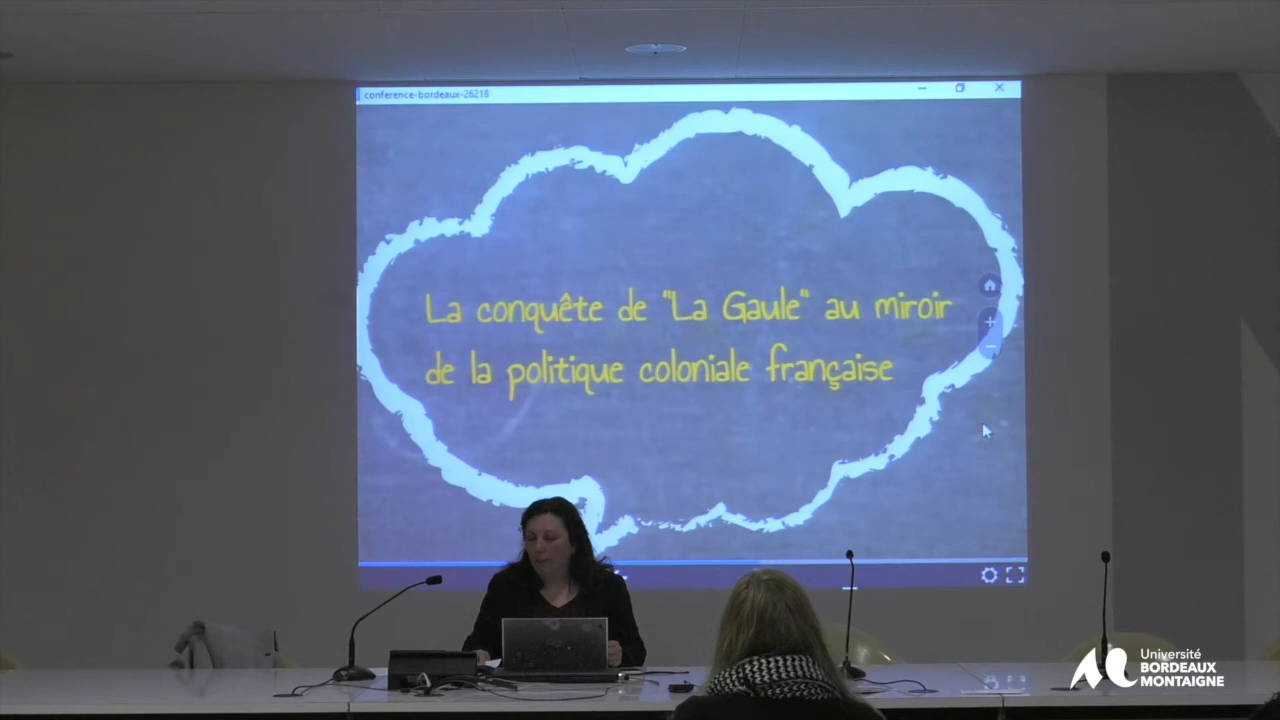 conference-bordeaux-26218
La conquête de "La Gaule" au miroir
de la politique coloniale française
Université
BORDEAUX
MONTAIGNE